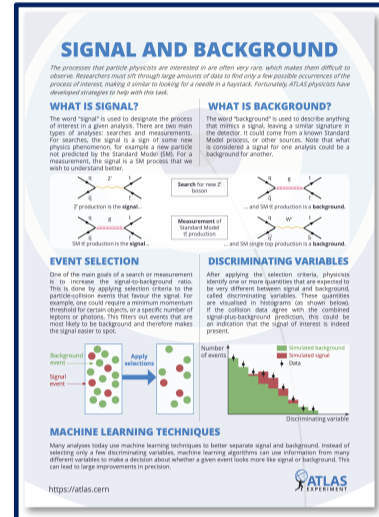 SIGNAL AND BACKGROUND
The processes that particle physicists are interested in are often very rare, which makes them difficult to
observe. Researchers must sift through large amounts of data to find only a few possible occurrences of the
process of interest, making it similar to looking for a needle in a haystack. Fortunately, ATLAS physicists have
developed strategies to help with this task.
WHAT IS SIGNAL?
The word "signal" is used to designate the process
of interest in a given analysis. There are two main
types of analyses: searches and measurements.
For searches, the signal is a sign of some new
physics phenomenon, for example a new particle
not predicted by the Standard Model (SM). For a
measurement, the signal is a SM process that we
wish to understand better.
WHAT IS BACKGROUND?
The word "background" is used to describe anything
that mimics a signal, leaving a similar signature in
the detector. It could come from a known Standard
Model process, or other sources. Note that what
is considered a signal for one analysis could be a
background for another.
q Z' t
q t
Search for new Z'
boson
q g t
q t
Z' production is the signal...
... and SM tt̄ production is a background.
q g t
q t
Measurement of
Standard Model
tt̄ production
q W' t
SM tt̄ production is the signal...
... and SM single top production is a background.
EVENT SELECTION
One of the main goals of a search or measurement
is to increase the signal-to-background ratio.
This is done by applying selection criteria to the
particle-collision events that favour the signal. For
example, one could require a minimum momentum
threshold for certain objects, or a specific number of
leptons or photons. This filters out events that are
most likely to be background and therefore makes
the signal easier to spot.
DISCRIMINATING VARIABLES
After applying the selection criteria, physicists
identify one or more quantities that are expected to
be very different between signal and background,
called discriminating variables. These quantities
are visualised in histograms (as shown below).
If the collision data agree with the combined
signal-plus-background prediction, this could be
an indication that the signal of interest is indeed
present.
Background
event
Signal
event
Apply
selections
Number
of events
Simulated background
Simulated signal
Data
Discriminating variable
MACHINE LEARNING TECHNIQUES
Many analyses today use machine learning techniques to better separate signal and background. Instead of
selecting only a few discriminating variables, machine learning algorithms can use information from many
different variables to make a decision about whether a given event looks more like signal or background. This
can lead to large improvements in precision.
https://atlas.cern
ATLAS
EXPERIMENT